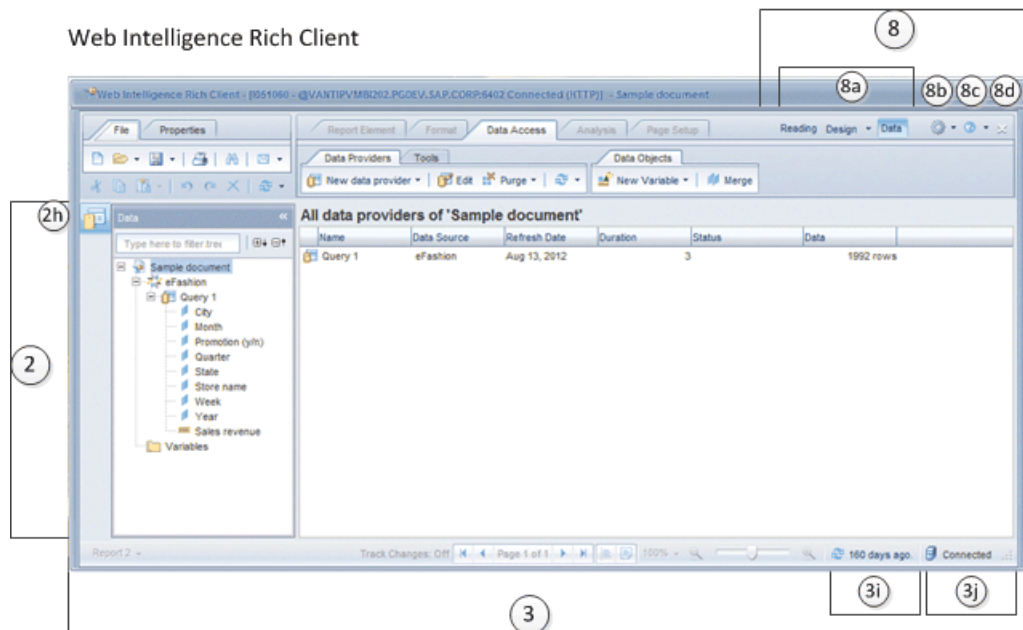 8
Web Intelligence Rich Client
8a
8b
8c
8d
Web Intelligence Rich Client - [I051060 - @VANTIPVMBI202.PGDEV.SAP.CORP:6402 Connected (HTTP)] - Sample document
File Properties
Report Element Format Data Access Analysis Page Setup
Reading Design Data
Data Providers Tools
Data Objects
New data provider Edit Purge
New Variable Merge
2h
Data
Type here to filter tree
All data providers of 'Sample document'
Name Data Source Refresh Date Duration Status Data
Query 1 eFashion Aug 13, 2012 3 1992 rows
Sample document
eFashion
Query 1
City
Month
Promotion (y/n)
Quarter
State
Store name
Week
Year
Sales revenue
Variables
2
Report 2
Track Changes: Off
Page 1 of 1
100%
160 days ago.
Connected
3i
3j
3